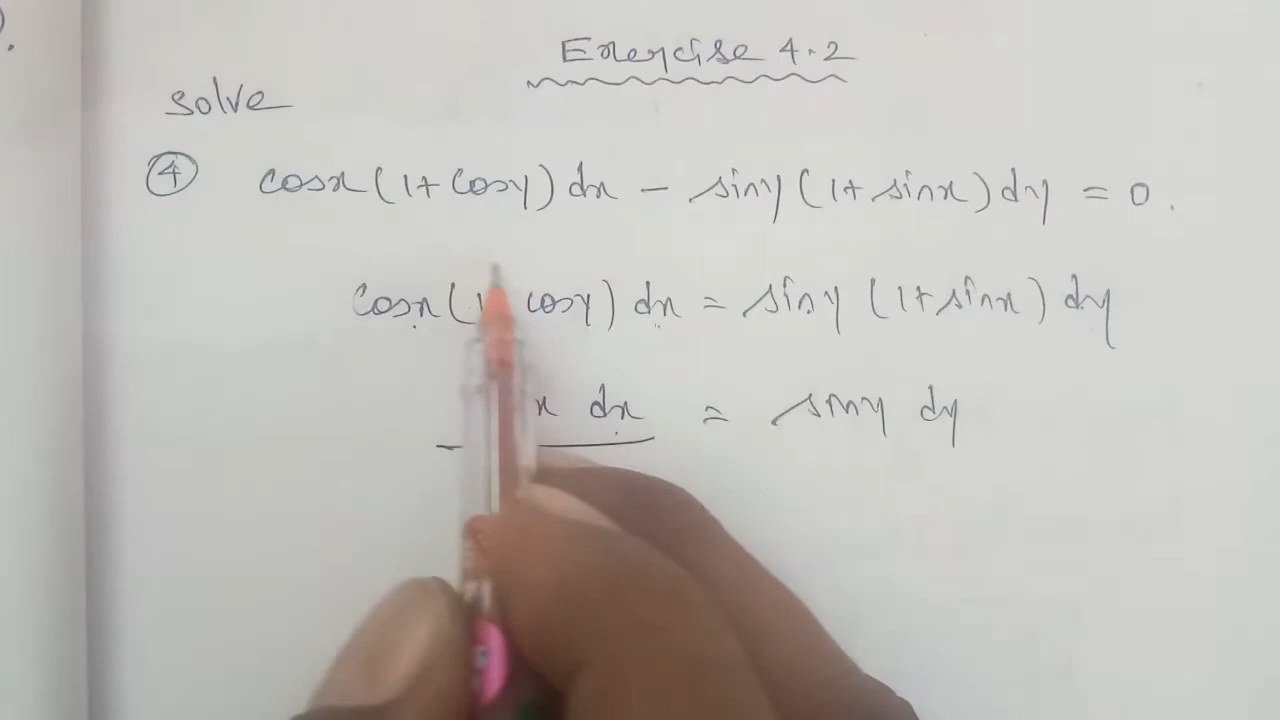 Exercise 4.2
solve
④ cosx(1+cosy)dx - siny(1+sinx)dy = 0.
cosx(1 cosy)dx = siny(1+sinx)dy
x dx = siny dy